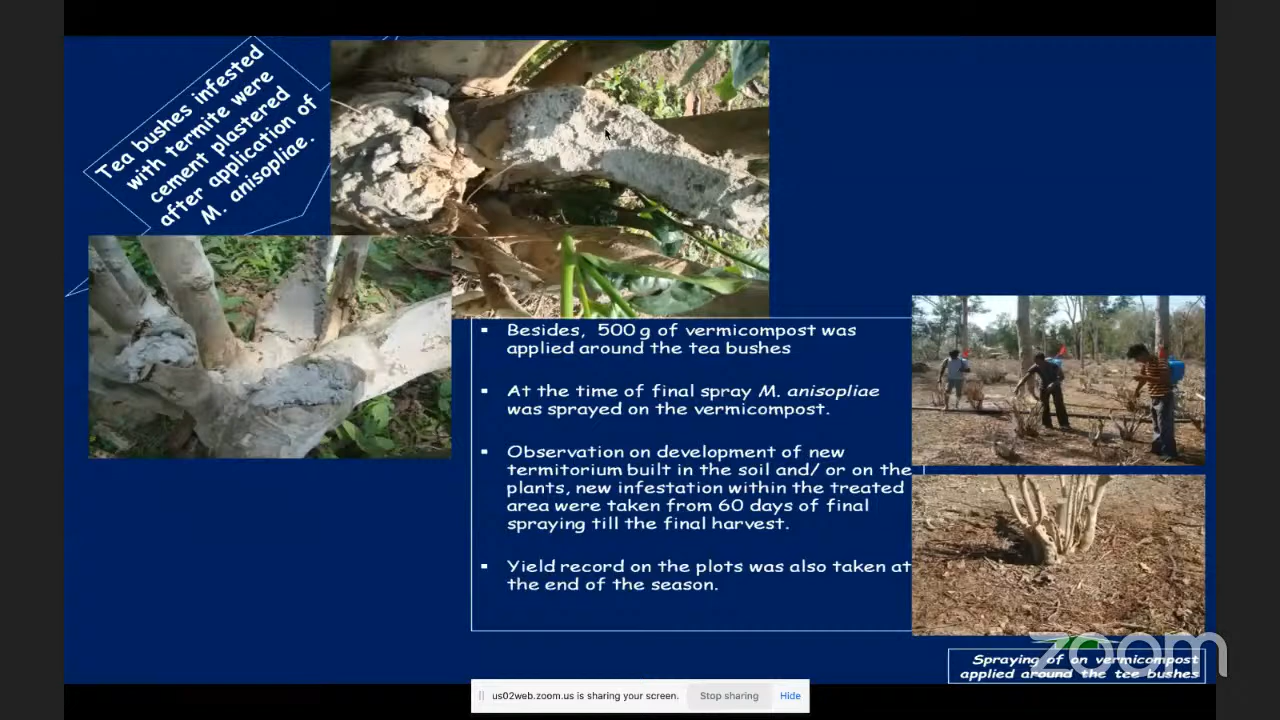 Tea bushes infested
with termite were
cement plastered
after application of
M. anisopliae.
▪ Besides, 500 g of vermicompost was
applied around the tea bushes
▪ At the time of final spray M. anisopliae
was sprayed on the vermicompost.
▪ Observation on development of new
termitorium built in the soil and/ or on the
plants, new infestation within the treated
area were taken from 60 days of final
spraying till the final harvest.
▪ Yield record on the plots was also taken at
the end of the season.
zoom
Spraying of on vermicompost
applied around the tee bushes
us02web.zoom.us is sharing your screen. Stop sharing Hide